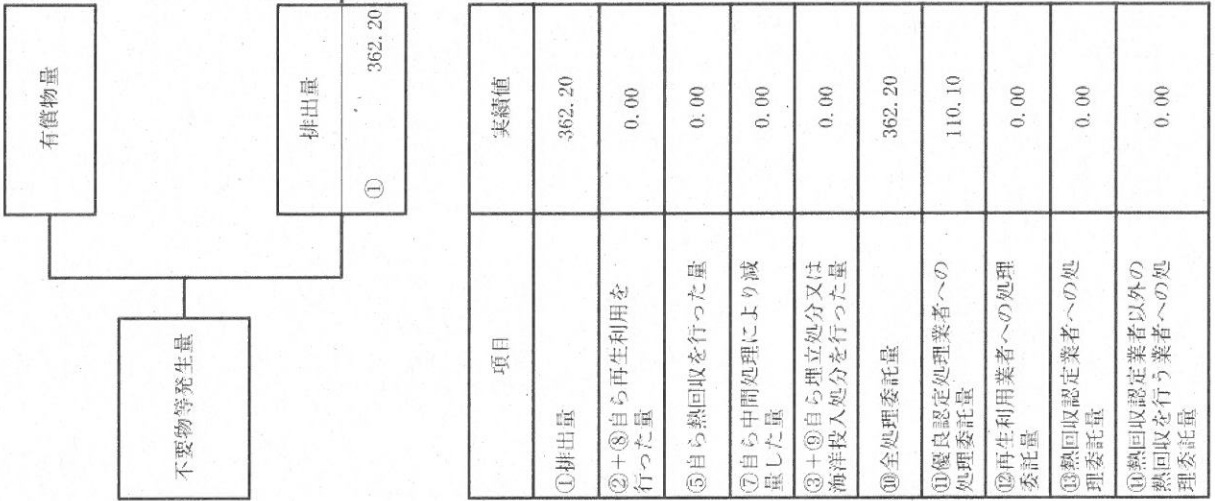 不要物等発生量
有償物量
排出量
① 362.20
項目 実績値
①排出量 362.20
②+⑧自ら再生利用を
行った量 0.00
⑤自ら熱回収を行った量 0.00
⑦自ら中間処理により減
量した量 0.00
③+⑨自ら埋立処分又は
海洋投入処分を行った量 0.00
⑩全処理委託量 362.20
⑪優良認定処理業者への
処理委託量 110.10
⑫再生利用業者への処理
委託量 0.00
⑬熱回収認定業者への処
理委託量 0.00
⑭熱回収認定業者以外の
熱回収を行う業者への処
理委託量 0.00